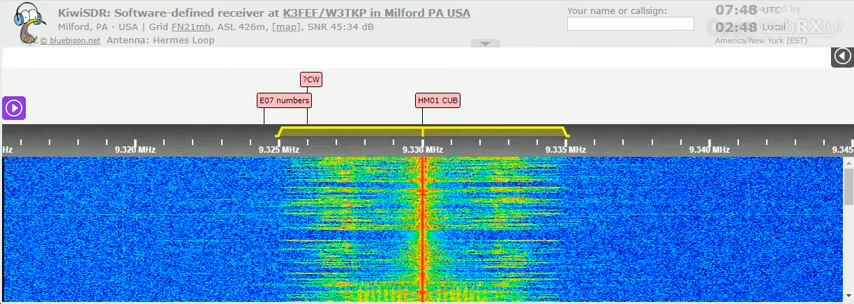 KiwiSDR: Software-defined receiver at K3FEF/W3TKP in Milford PA USA
Milford, PA - USA | Grid FN21mh, ASL 426m, [map], SNR 45:34 dB
© bluebison.net Antenna: Hermes Loop
Your name or callsign:
07:48 UTC
02:48 Local
America/New York (EST)
?CW
E07 numbers
HM01 CUB
Hz
9.320 MHz
9.325 MHz
9.330 MHz
9.335 MHz
9.340 MHz
9.345